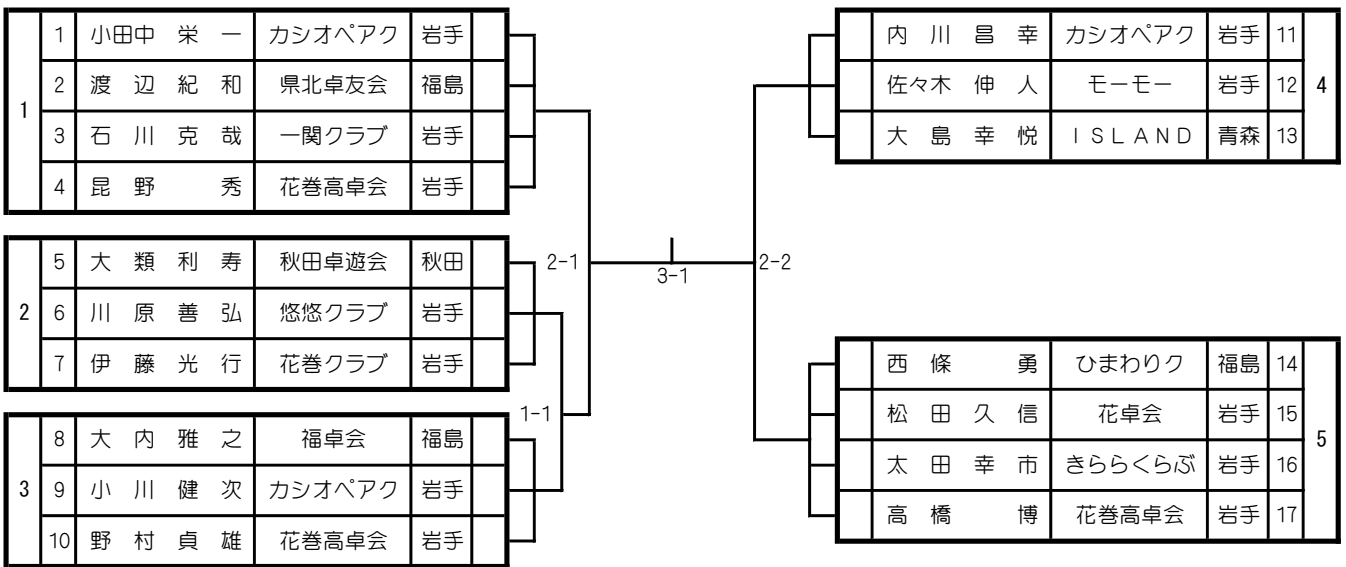 1
1 小田中 栄 一 カシオペアク 岩手
2 渡 辺 紀 和 県北卓友会 福島
3 石 川 克 哉 一関クラブ 岩手
4 昆 野 秀 花巻高卓会 岩手
2
5 大 類 利 寿 秋田卓遊会 秋田
6 川 原 善 弘 悠悠クラブ 岩手
7 伊 藤 光 行 花巻クラブ 岩手
3
8 大 内 雅 之 福卓会 福島
9 小 川 健 次 カシオペアク 岩手
10 野 村 貞 雄 花巻高卓会 岩手
2-1
1-1
3-1
2-2
内 川 昌 幸 カシオペアク 岩手 11
佐々木 伸 人 モーモー 岩手 12
大 島 幸 悦 ISLAND 青森 13
4
西 條 勇 ひまわりク 福島 14
松 田 久 信 花卓会 岩手 15
太 田 幸 市 きららくらぶ 岩手 16
高 橋 博 花巻高卓会 岩手 17
5